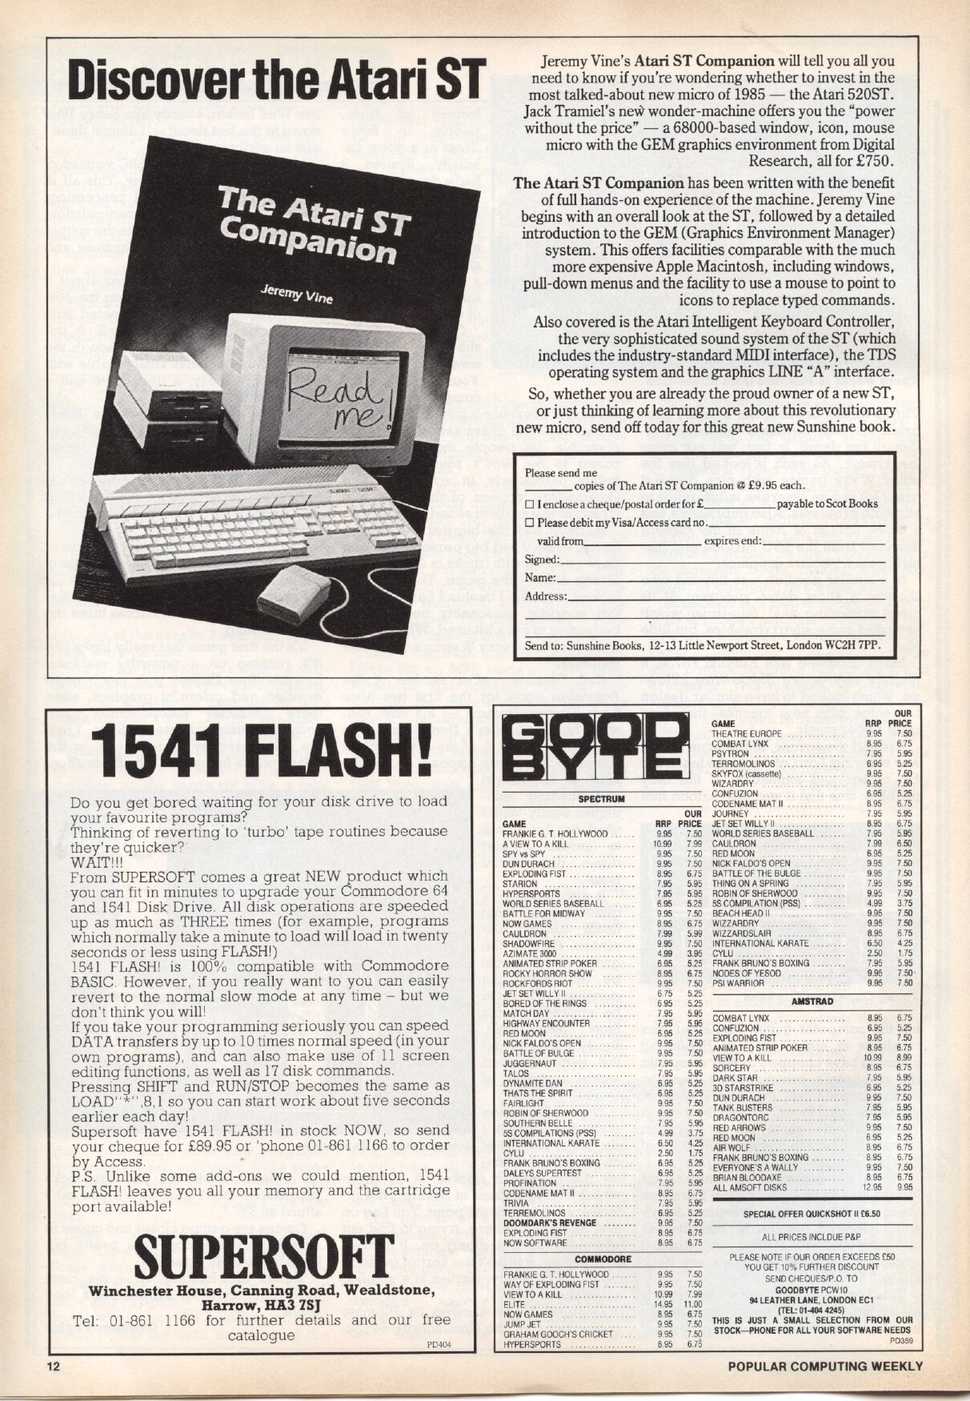 Discover the Atari ST
The Atari ST
Companion
Jeremy Vine
Read
me!
Jeremy Vine's Atari ST Companion will tell you all you
need to know if you're wondering whether to invest in the
most talked-about new micro of 1985 — the Atari 520ST.
Jack Tramiel's new wonder-machine offers you the "power
without the price" — a 68000-based window, icon, mouse
micro with the GEM graphics environment from Digital
Research, all for £750.
The Atari ST Companion has been written with the benefit
of full hands-on experience of the machine. Jeremy Vine
begins with an overall look at the ST, followed by a detailed
introduction to the GEM (Graphics Environment Manager)
system. This offers facilities comparable with the much
more expensive Apple Macintosh, including windows,
pull-down menus and the facility to use a mouse to point to
icons to replace typed commands.
Also covered is the Atari Intelligent Keyboard Controller,
the very sophisticated sound system of the ST (which
includes the industry-standard MIDI interface), the TDS
operating system and the graphics LINE "A" interface.
So, whether you are already the proud owner of a new ST,
or just thinking of learning more about this revolutionary
new micro, send off today for this great new Sunshine book.
Please send me
________ copies of The Atari ST Companion @ £9.95 each.
☐ I enclose a cheque/postal order for £____________ payable to Scot Books
☐ Please debit my Visa/Access card no.______________________________
valid from____________________ expires end:____________________
Signed:
Name:
Address:
Send to: Sunshine Books, 12-13 Little Newport Street, London WC2H 7PP.
1541 FLASH!
Do you get bored waiting for your disk drive to load
your favourite programs?
Thinking of reverting to 'turbo' tape routines because
they're quicker?
WAIT!!!
From SUPERSOFT comes a great NEW product which
you can fit in minutes to upgrade your Commodore 64
and 1541 Disk Drive. All disk operations are speeded
up as much as THREE times (for example, programs
which normally take a minute to load will load in twenty
seconds or less using FLASH!)
1541 FLASH! is 100% compatible with Commodore
BASIC. However, if you really want to you can easily
revert to the normal slow mode at any time – but we
don't think you will!
If you take your programming seriously you can speed
DATA transfers by up to 10 times normal speed (in your
own programs), and can also make use of 11 screen
editing functions, as well as 17 disk commands.
Pressing SHIFT and RUN/STOP becomes the same as
LOAD"*",8,1 so you can start work about five seconds
earlier each day!
Supersoft have 1541 FLASH! in stock NOW, so send
your cheque for £89.95 or 'phone 01-861 1166 to order
by Access.
P.S. Unlike some add-ons we could mention, 1541
FLASH! leaves you all your memory and the cartridge
port available!
SUPERSOFT
Winchester House, Canning Road, Wealdstone,
Harrow, HA3 7SJ
Tel: 01-861 1166 for further details and our free
catalogue
PD404
GOOD
BYTE
SPECTRUM
OUR
GAME RRP PRICE
FRANKIE G. T. HOLLYWOOD 9.95 7.50
A VIEW TO A KILL 10.99 7.99
SPY vs SPY 9.95 7.50
DUN DURACH 9.95 7.50
EXPLODING FIST 8.95 6.75
STARION 7.95 5.95
HYPERSPORTS 7.95 5.95
WORLD SERIES BASEBALL 6.95 5.25
BATTLE FOR MIDWAY 9.95 7.50
NOW GAMES 8.95 6.75
CAULDRON 7.99 5.99
SHADOWFIRE 9.95 7.50
AZIMATE 3000 4.99 3.95
ANIMATED STRIP POKER 6.95 5.25
ROCKY HORROR SHOW 8.95 6.75
ROCKFORDS RIOT 9.95 7.50
JET SET WILLY II 6.75 5.25
BORED OF THE RINGS 6.95 5.25
MATCH DAY 7.95 5.95
HIGHWAY ENCOUNTER 7.95 5.95
RED MOON 6.95 5.25
NICK FALDO'S OPEN 9.95 7.50
BATTLE OF BULGE 9.95 7.50
JUGGERNAUT 7.95 5.95
TALOS 7.95 5.95
DYNAMITE DAN 6.95 5.25
THATS THE SPIRIT 8.95 5.25
FAIRLIGHT 9.95 7.50
ROBIN OF SHERWOOD 9.95 7.50
SOUTHERN BELLE 7.95 5.95
5S COMPILATIONS (PSS) 4.99 3.75
INTERNATIONAL KARATE 6.50 4.25
CYLU 2.50 1.75
FRANK BRUNO'S BOXING 6.95 5.25
DALEYS SUPERTEST 6.95 5.25
PROFINATION 7.95 5.95
CODENAME MAT II 8.95 6.75
TRIVIA 7.95 5.95
TERREMOLINOS 6.95 5.25
DOOMDARK'S REVENGE 9.95 7.50
EXPLODING FIST 8.95 6.75
NOW SOFTWARE 8.95 6.75
COMMODORE
FRANKIE G. T. HOLLYWOOD 9.95 7.50
WAY OF EXPLODING FIST 9.95 7.50
VIEW TO A KILL 10.99 7.99
ELITE 14.95 11.00
NOW GAMES 8.95 6.75
JUMP JET 9.95 7.50
GRAHAM GOOCH'S CRICKET 9.95 7.50
HYPERSPORTS 8.95 6.75
OUR
GAME RRP PRICE
THEATRE EUROPE 9.95 7.50
COMBAT LYNX 8.95 6.75
PSYTRON 7.95 5.95
TERROMOLINOS 6.95 5.25
SKYFOX (cassette) 9.95 7.50
WIZARDRY 9.95 7.50
CONFUZION 6.95 5.25
CODENAME MAT II 8.95 6.75
JOURNEY 7.95 5.95
JET SET WILLY II 8.95 6.75
WORLD SERIES BASEBALL 7.95 5.95
CAULDRON 7.99 6.50
RED MOON 6.95 5.25
NICK FALDO'S OPEN 9.95 7.50
BATTLE OF THE BULGE 9.95 7.50
THING ON A SPRING 7.95 5.95
ROBIN OF SHERWOOD 9.95 7.50
5S COMPILATION (PSS) 4.99 3.75
BEACH HEAD II 9.95 7.50
WIZZARDRY 9.95 7.50
WIZZARDSLAIR 8.95 6.75
INTERNATIONAL KARATE 6.50 4.25
CYLU 2.50 1.75
FRANK BRUNO'S BOXING 7.95 5.95
NODES OF YESOD 9.95 7.50
PSI WARRIOR 9.95 7.50
AMSTRAD
COMBAT LYNX 8.95 6.75
CONFUZION 6.95 5.25
EXPLODING FIST 9.95 7.50
ANIMATED STRIP POKER 8.95 6.75
VIEW TO A KILL 10.99 8.99
SORCERY 8.95 6.75
DARK STAR 7.95 5.95
3D STARSTRIKE 6.95 5.25
DUN DURACH 9.95 7.50
TANK BUSTERS 7.95 5.95
DRAGONTORC 7.95 5.95
RED ARROWS 9.95 7.50
RED MOON 6.95 5.25
AIR WOLF 8.95 6.75
FRANK BRUNO'S BOXING 8.95 6.75
EVERYONE'S A WALLY 9.95 7.50
BRIAN BLOODAXE 8.95 6.75
ALL AMSOFT DISKS 12.95 9.95
SPECIAL OFFER QUICKSHOT II £6.50
ALL PRICES INCLDUE P&P
PLEASE NOTE IF OUR ORDER EXCEEDS £50
YOU GET 10% FURTHER DISCOUNT
SEND CHEQUES/P.O. TO
GOODBYTE PCW10
94 LEATHER LANE, LONDON EC1
(TEL: 01-404 4245)
THIS IS JUST A SMALL SELECTION FROM OUR
STOCK—PHONE FOR ALL YOUR SOFTWARE NEEDS
PD359
12
POPULAR COMPUTING WEEKLY